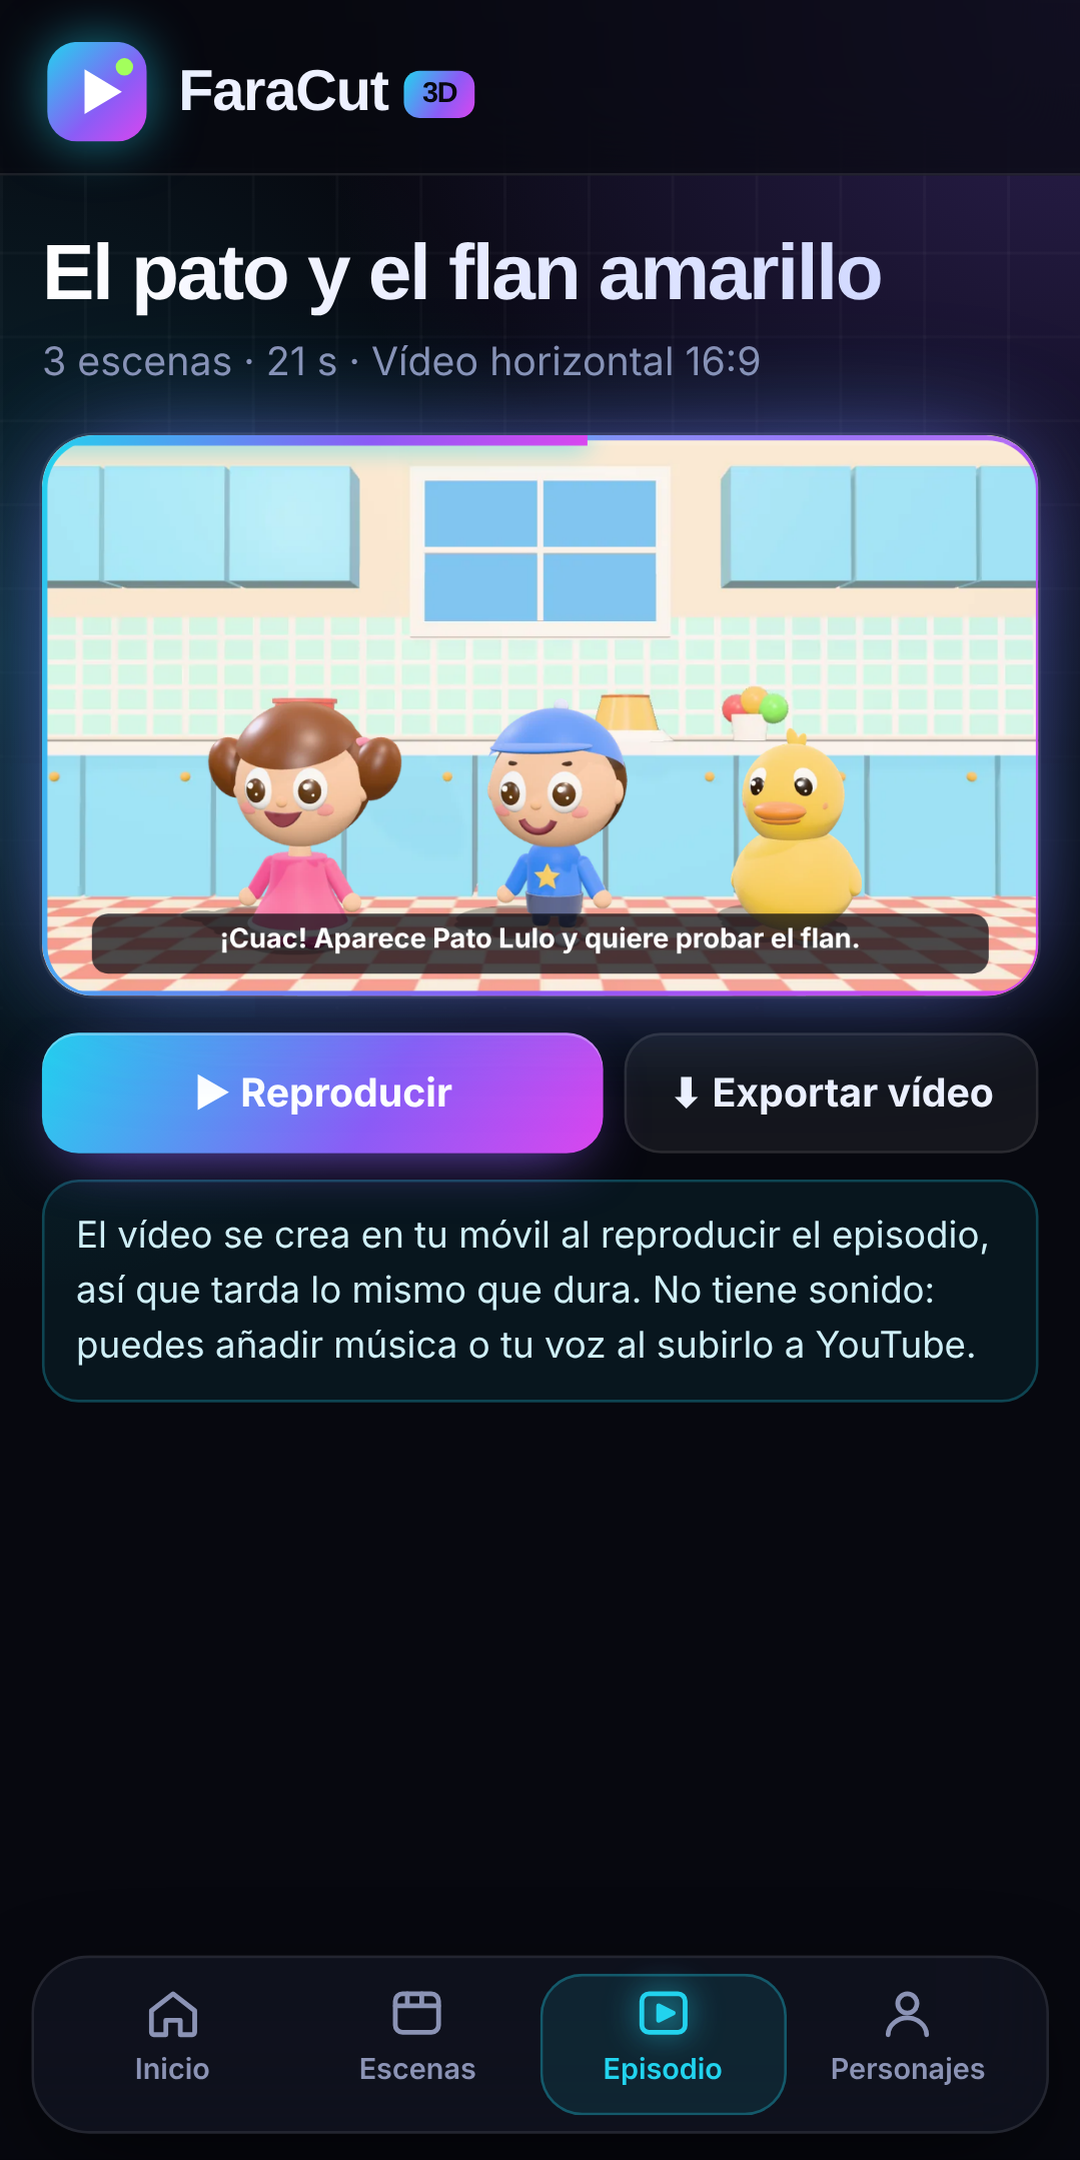 FaraCut 3D
El pato y el flan amarillo
3 escenas · 21 s · Vídeo horizontal 16:9
¡Cuac! Aparece Pato Lulo y quiere probar el flan.
▶ Reproducir
⬇ Exportar vídeo
El vídeo se crea en tu móvil al reproducir el episodio,
así que tarda lo mismo que dura. No tiene sonido:
puedes añadir música o tu voz al subirlo a YouTube.
Inicio
Escenas
Episodio
Personajes